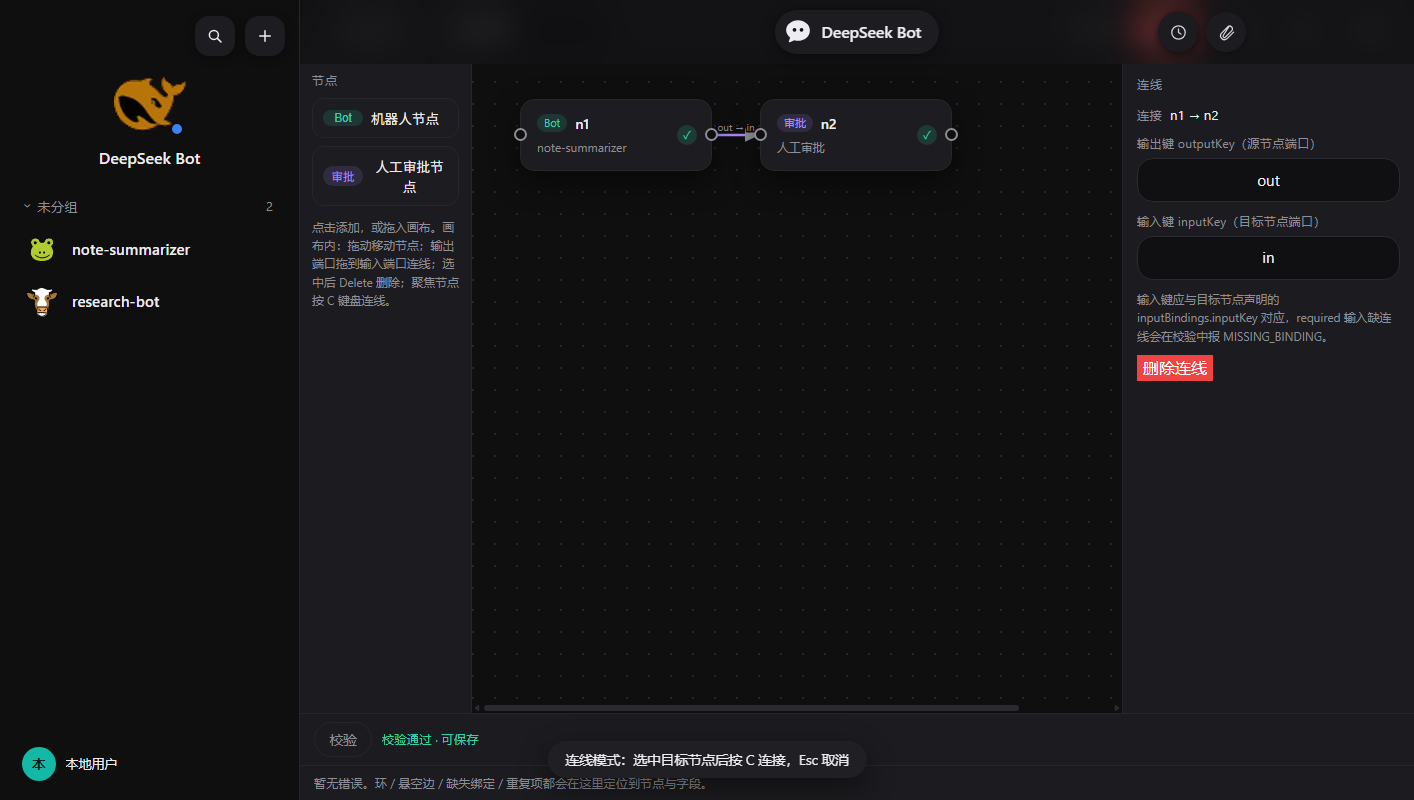 DeepSeek Bot
未分组 2
note-summarizer
research-bot
本
本地用户
DeepSeek Bot
节点
Bot 机器人节点
审批 人工审批节
点
点击添加，或拖入画布。画
布内：拖动移动节点；输出
端口拖到输入端口连线；选
中后 Delete 删除；聚焦节点
按 C 键盘连线。
Bot n1
note-summarizer
✓
out → in
审批 n2
人工审批
✓
连线
连接 n1 → n2
输出键 outputKey（源节点端口）
out
输入键 inputKey（目标节点端口）
in
输入键应与目标节点声明的
inputBindings.inputKey 对应，required 输入缺连
线会在校验中报 MISSING_BINDING。
删除连线
校验 校验通过 · 可保存
连线模式：选中目标节点后按 C 连接，Esc 取消
暂无错误。环 / 悬空边 / 缺失绑定 / 重复项都会在这里定位到节点与字段。